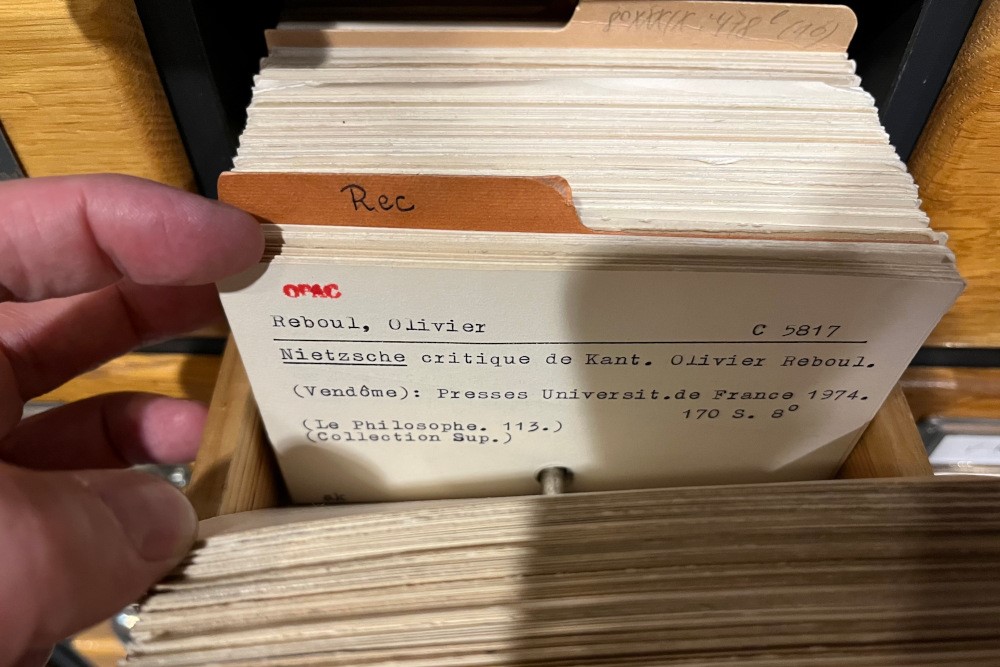 Rec
OPAC
Reboul, Olivier C 5817
Nietzsche critique de Kant. Olivier Reboul.
(Vendôme): Presses Universit.de France 1974.
170 S. 8°
(Le Philosophe. 113.)
(Collection Sup.)
ak